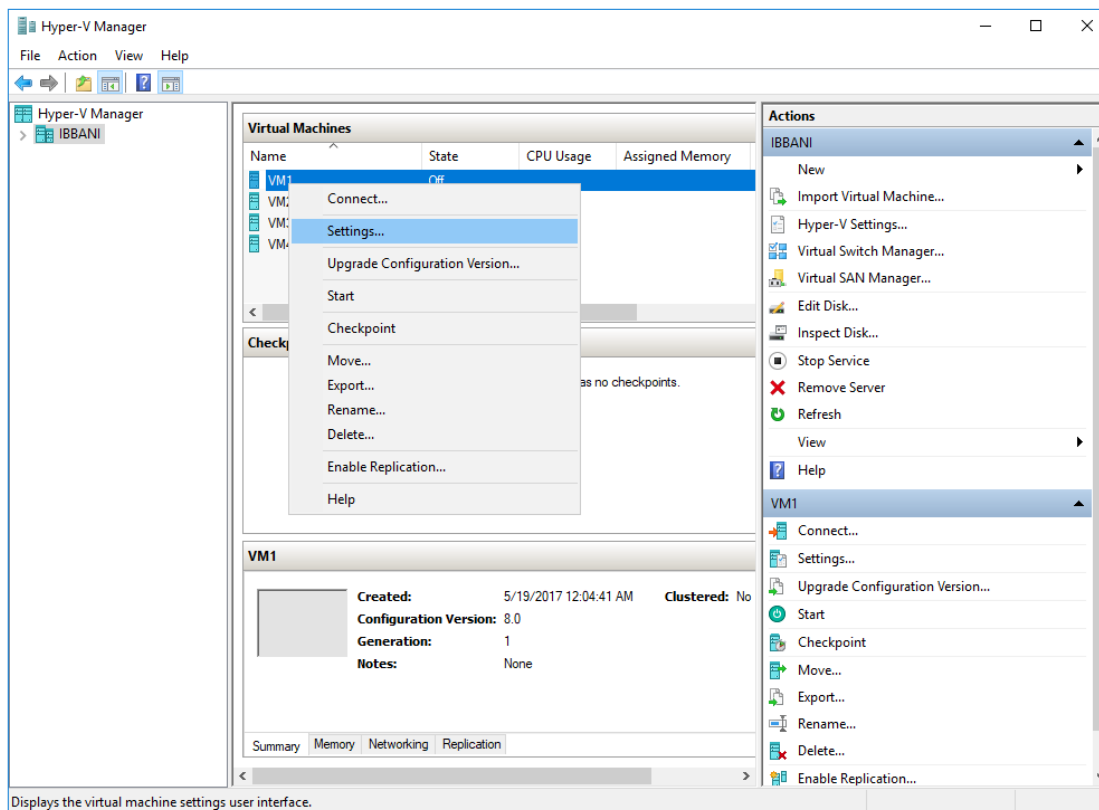 Hyper-V Manager
File Action View Help
Hyper-V Manager
IBBANI
Virtual Machines
Name State CPU Usage Assigned Memory
VM1 Off
VM2
VM3
VM4
Connect...
Settings...
Upgrade Configuration Version...
Start
Checkpoint
Move...
Export...
Rename...
Delete...
Enable Replication...
Help
Check
as no checkpoints.
VM1
Created: 5/19/2017 12:04:41 AM Clustered: No
Configuration Version: 8.0
Generation: 1
Notes: None
Summary Memory Networking Replication
Actions
IBBANI
New
Import Virtual Machine...
Hyper-V Settings...
Virtual Switch Manager...
Virtual SAN Manager...
Edit Disk...
Inspect Disk...
Stop Service
Remove Server
Refresh
View
Help
VM1
Connect...
Settings...
Upgrade Configuration Version...
Start
Checkpoint
Move...
Export...
Rename...
Delete...
Enable Replication...
Displays the virtual machine settings user interface.